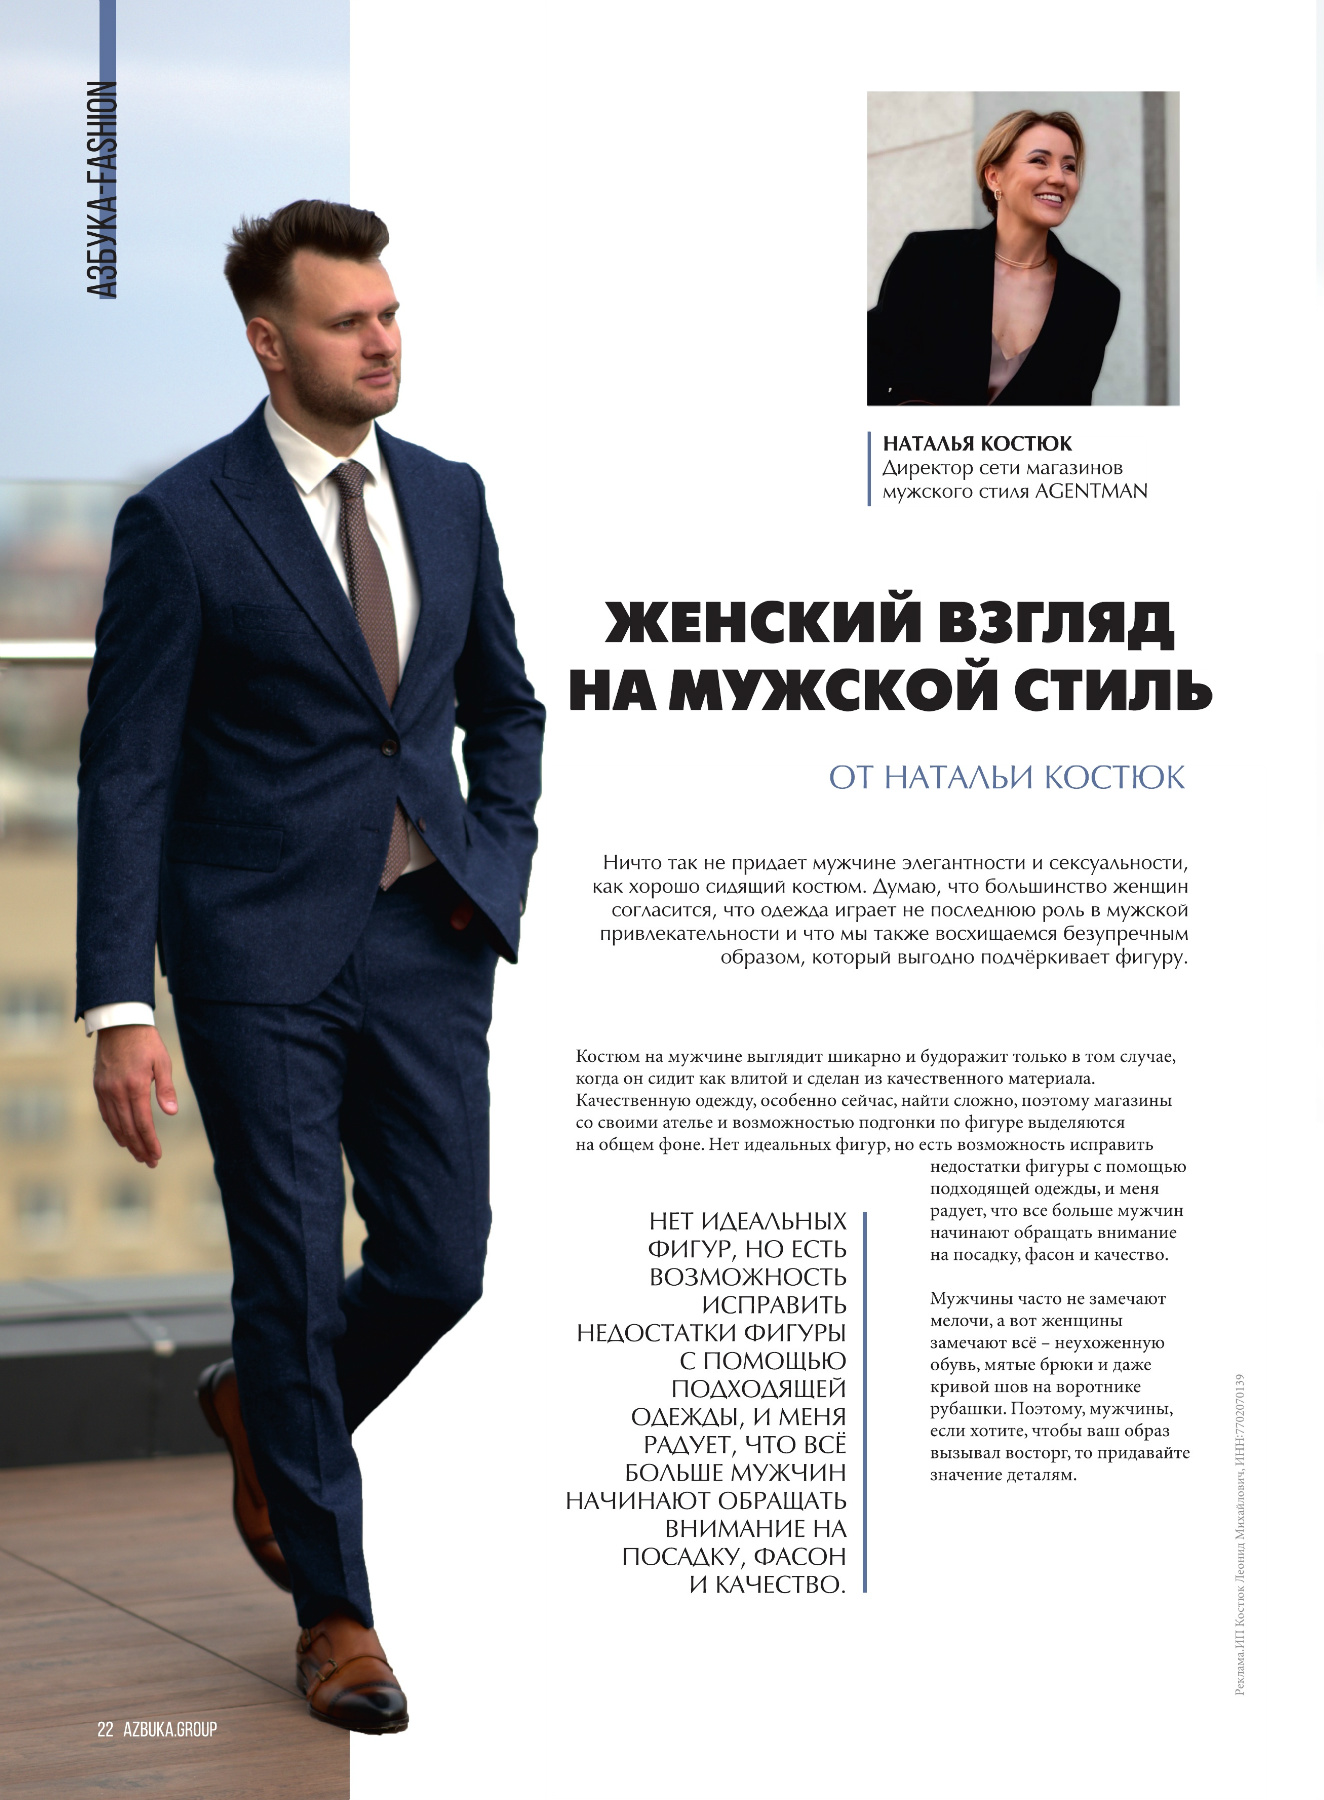 АЗБУКА-FASHION
НАТАЛЬЯ КОСТЮК
Директор сети магазинов
мужского стиля AGENTMAN
ЖЕНСКИЙ ВЗГЛЯД
НА МУЖСКОЙ СТИЛЬ
ОТ НАТАЛЬИ КОСТЮК
Ничто так не придает мужчине элегантности и сексуальности,
как хорошо сидящий костюм. Думаю, что большинство женщин
согласится, что одежда играет не последнюю роль в мужской
привлекательности и что мы также восхищаемся безупречным
образом, который выгодно подчёркивает фигуру.
Костюм на мужчине выглядит шикарно и будоражит только в том случае,
когда он сидит как влитой и сделан из качественного материала.
Качественную одежду, особенно сейчас, найти сложно, поэтому магазины
со своими ателье и возможностью подгонки по фигуре выделяются
на общем фоне. Нет идеальных фигур, но есть возможность исправить
недостатки фигуры с помощью
подходящей одежды, и меня
радует, что все больше мужчин
начинают обращать внимание
на посадку, фасон и качество.
Мужчины часто не замечают
мелочи, а вот женщины
замечают всё – неухоженную
обувь, мятые брюки и даже
кривой шов на воротнике
рубашки. Поэтому, мужчины,
если хотите, чтобы ваш образ
вызывал восторг, то придавайте
значение деталям.
НЕТ ИДЕАЛЬНЫХ
ФИГУР, НО ЕСТЬ
ВОЗМОЖНОСТЬ
ИСПРАВИТЬ
НЕДОСТАТКИ ФИГУРЫ
С ПОМОЩЬЮ
ПОДХОДЯЩЕЙ
ОДЕЖДЫ, И МЕНЯ
РАДУЕТ, ЧТО ВСЁ
БОЛЬШЕ МУЖЧИН
НАЧИНАЮТ ОБРАЩАТЬ
ВНИМАНИЕ НА
ПОСАДКУ, ФАСОН
И КАЧЕСТВО.
Реклама.ИП Костюк Леонид Михайлович, ИНН:7702070139
22 AZBUKA.GROUP